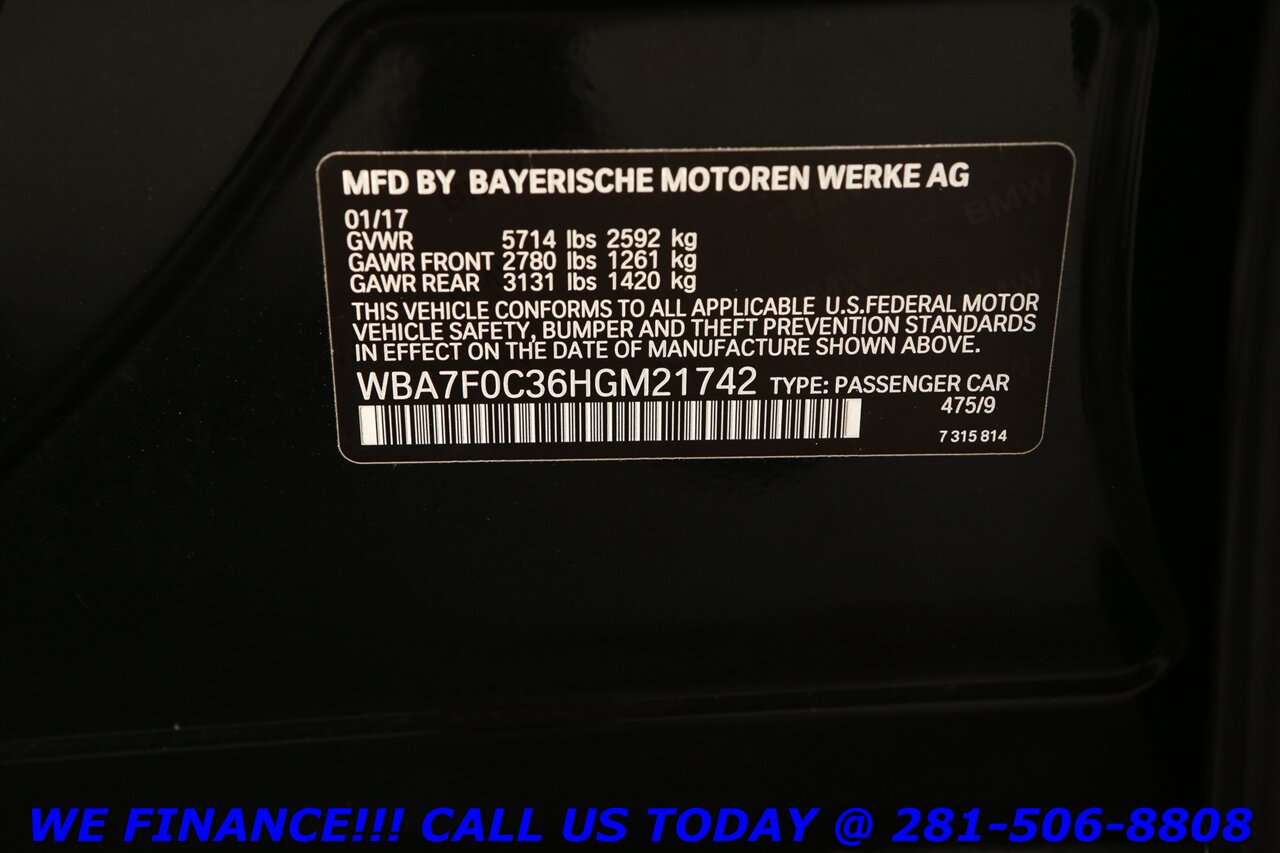 MFD BY BAYERISCHE MOTOREN WERKE AG
01/17
GVWR 5714 lbs 2592 kg
GAWR FRONT 2780 lbs 1261 kg
GAWR REAR 3131 lbs 1420 kg
THIS VEHICLE CONFORMS TO ALL APPLICABLE U.S.FEDERAL MOTOR
VEHICLE SAFETY, BUMPER AND THEFT PREVENTION STANDARDS
IN EFFECT ON THE DATE OF MANUFACTURE SHOWN ABOVE.
WBA7F0C36HGM21742 TYPE: PASSENGER CAR
475/9
7 315 814
WE FINANCE!!! CALL US TODAY @ 281-506-8808